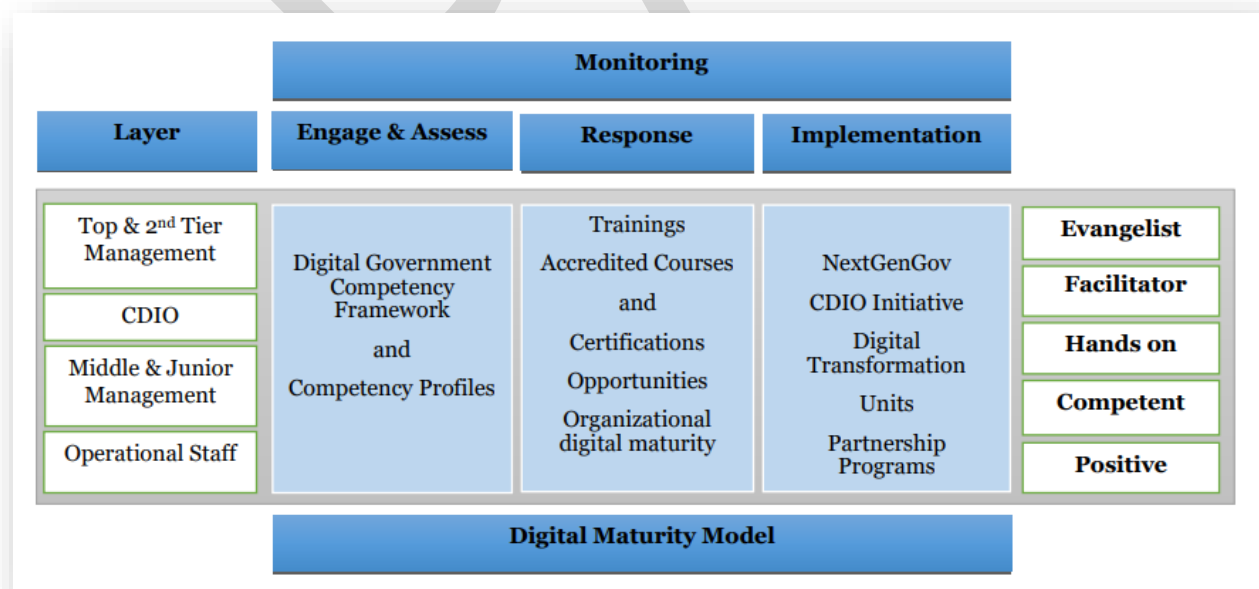 Monitoring
Layer
Engage & Assess
Response
Implementation
Top & 2nd Tier
Management
CDIO
Middle & Junior
Management
Operational Staff
Digital Government
Competency
Framework
and
Competency Profiles
Trainings
Accredited Courses
and
Certifications
Opportunities
Organizational
digital maturity
NextGenGov
CDIO Initiative
Digital
Transformation
Units
Partnership
Programs
Evangelist
Facilitator
Hands on
Competent
Positive
Digital Maturity Model